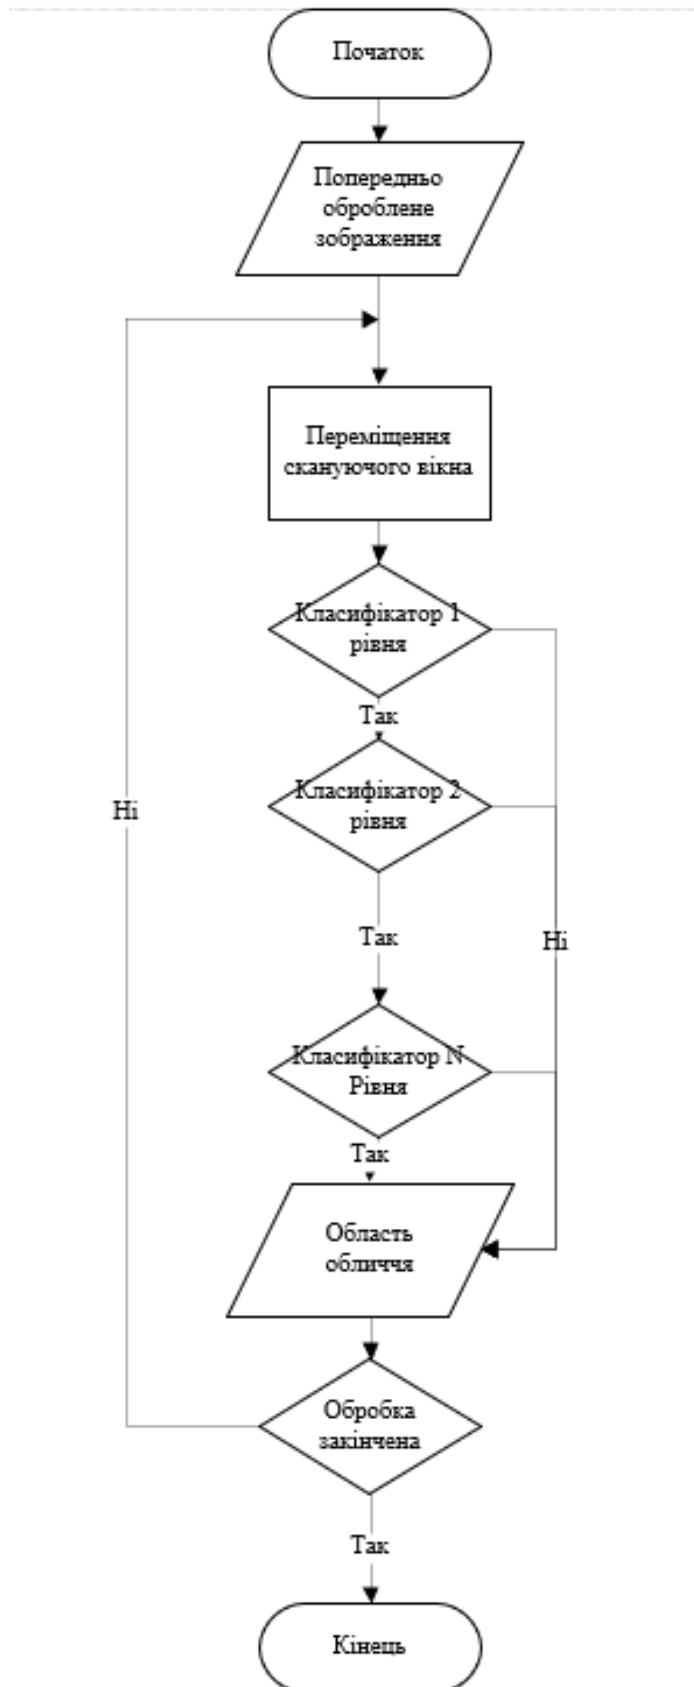 Початок
Попередньо
оброблене
зображення
Переміщення
скануючого вікна
Класифікатор 1
рівня
Так
Класифікатор 2
рівня
Ні
Так
Ні
Класифікатор N
Рівня
Так
Область
обличчя
Обробка
закінчена
Так
Кінець